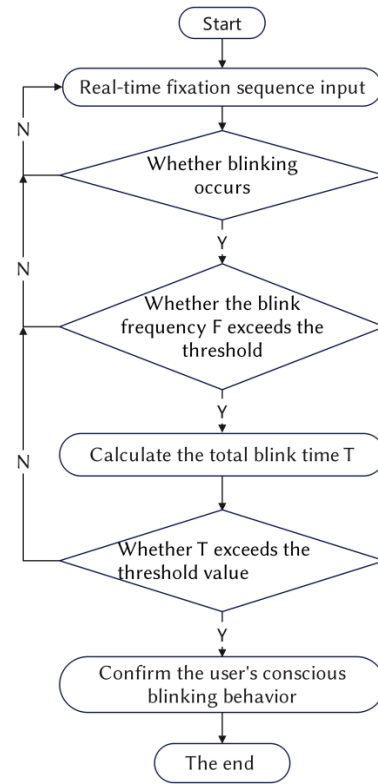 Start
Real-time fixation sequence input
N
Whether blinking
occurs
Y
N
Whether the blink
frequency F exceeds the
threshold
Y
Calculate the total blink time T
N
Whether T exceeds the
threshold value
Y
Confirm the user's conscious
blinking behavior
The end